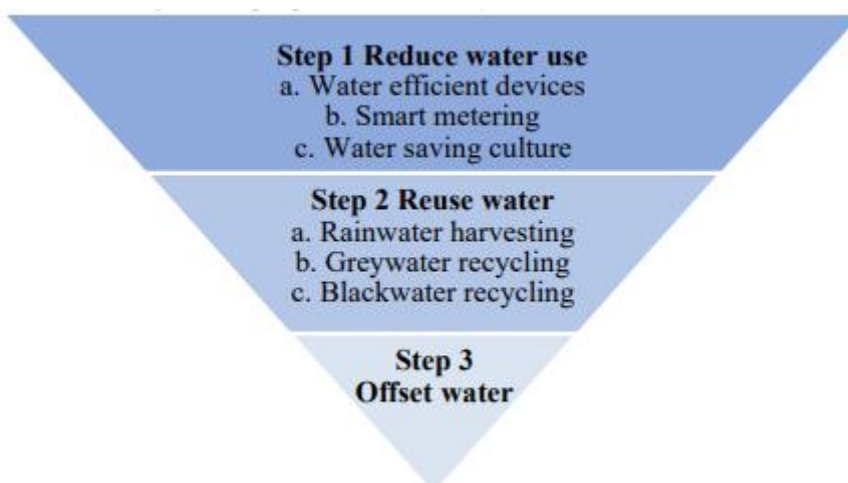 Step 1 Reduce water use
a. Water efficient devices
b. Smart metering
c. Water saving culture
Step 2 Reuse water
a. Rainwater harvesting
b. Greywater recycling
c. Blackwater recycling
Step 3
Offset water